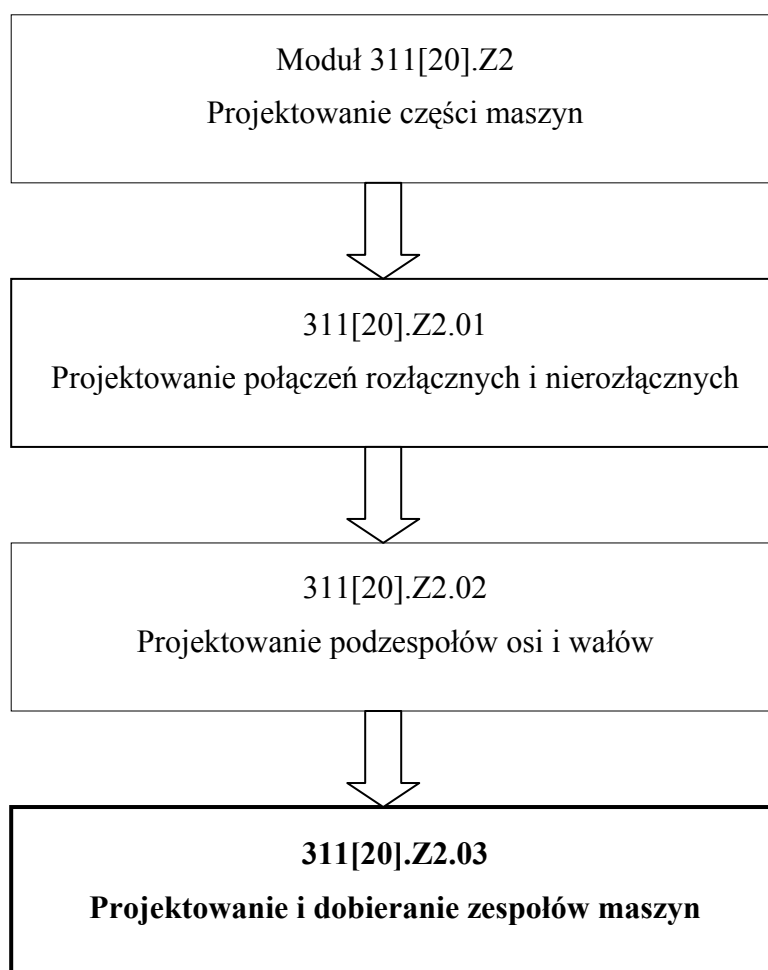 Moduł 311[20].Z2
Projektowanie części maszyn
311[20].Z2.01
Projektowanie połączeń rozłącznych i nierozłącznych
311[20].Z2.02
Projektowanie podzespołów osi i wałów
311[20].Z2.03
Projektowanie i dobieranie zespołów maszyn